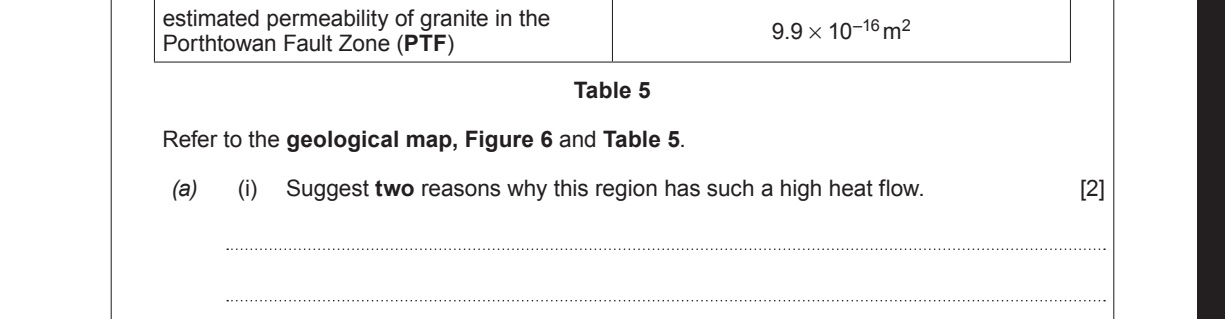 estimated permeability of granite in the
Porthtowan Fault Zone (PTF)
9.9 × 10⁻¹⁶ m²
Table 5
Refer to the geological map, Figure 6 and Table 5.
(a) (i) Suggest two reasons why this region has such a high heat flow. [2]